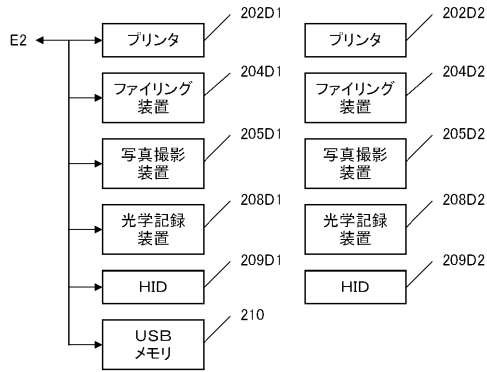 202D1
202D2
E2
プリンタ
プリンタ
204D1
204D2
ファイリング
装置
ファイリング
装置
205D1
205D2
写真撮影
装置
写真撮影
装置
208D1
208D2
光学記録
装置
光学記録
装置
209D1
209D2
HID
HID
210
USB
メモリ